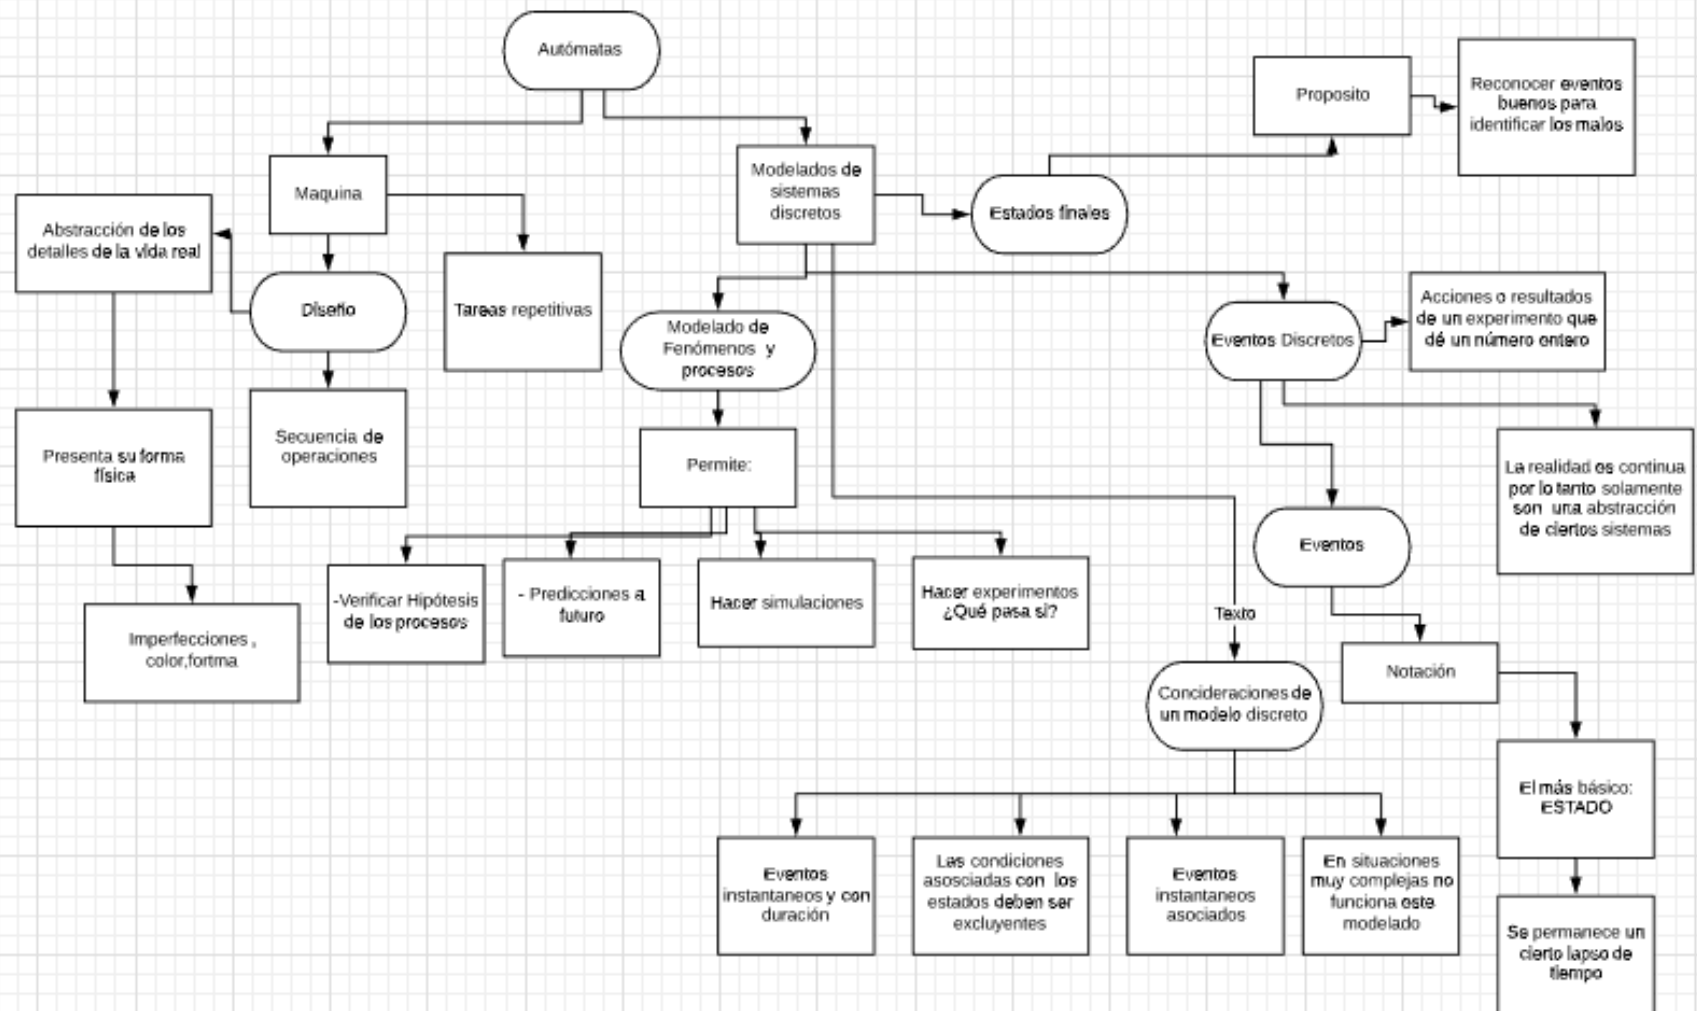 Autómatas
Proposito
Reconocer eventos
buenos para
identificar los malos
Maquina
Modelados de
sistemas
discretos
Estados finales
Abstracción de los
detalles de la vida real
Diseño
Tareas repetitivas
Modelado de
Fenómenos y
procesos
Eventos Discretos
Acciones o resultados
de un experimento que
dé un número entero
Presenta su forma
física
Secuencia de
operaciones
Permite:
La realidad es continua
por lo tanto solamente
son una abstracción
de ciertos sistemas
Eventos
-Verificar Hipótesis
de los procesos
- Predicciones a
futuro
Hacer simulaciones
Hacer experimentos
¿Qué pasa si?
Texto
Imperfecciones ,
color,fortma
Notación
Concideraciones de
un modelo discreto
El más básico:
ESTADO
Eventos
instantaneos y con
duración
Las condiciones
asosciadas con los
estados deben ser
excluyentes
Eventos
instantaneos
asociados
En situaciones
muy complejas no
funciona este
modelado
Se permanece un
cierto lapso de
tiempo